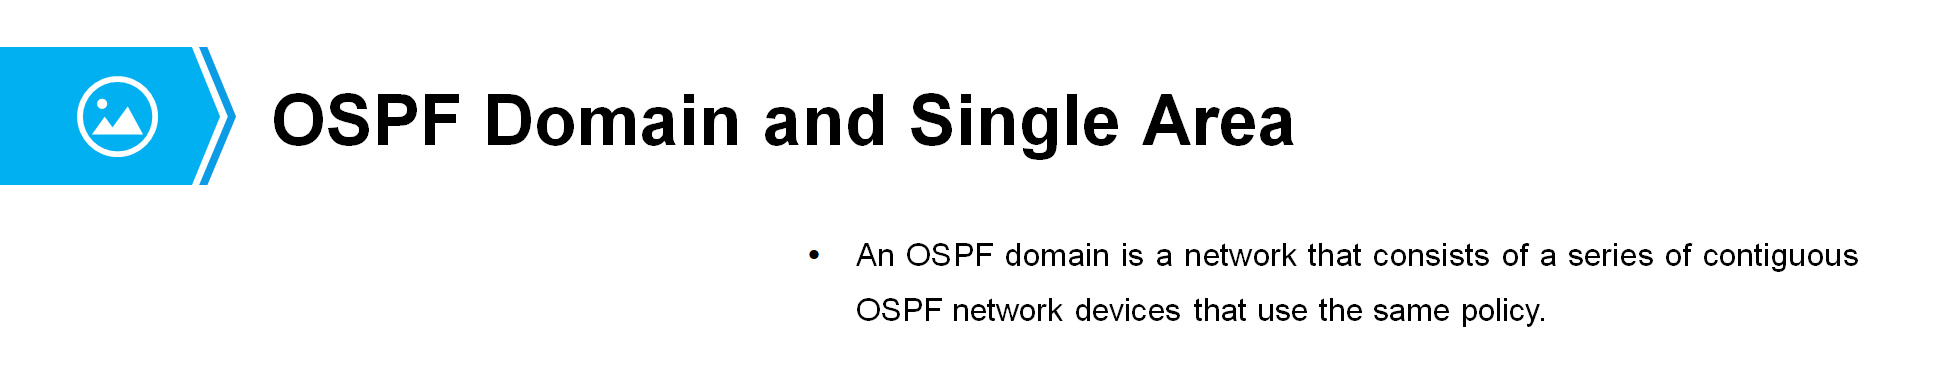 OSPF Domain and Single Area
• An OSPF domain is a network that consists of a series of contiguous
OSPF network devices that use the same policy.